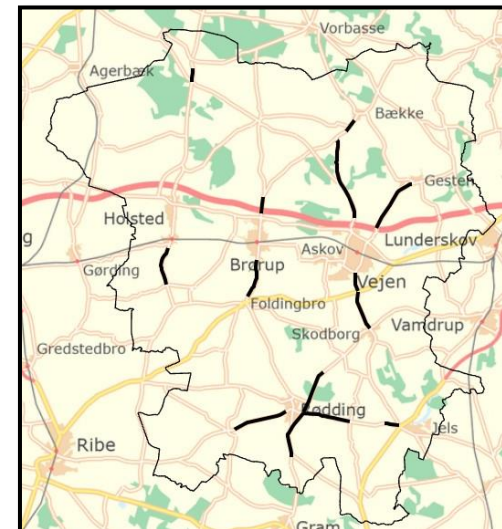 Vorbasse
Agerbæk
Bække
Gesten
Holsted
Askov
Lunderskov
g
Gørding
Brørup
Vejen
Foldingbro
Skodborg
Vamdrup
Gredstedbro
Rødding
Jels
Ribe
Gram